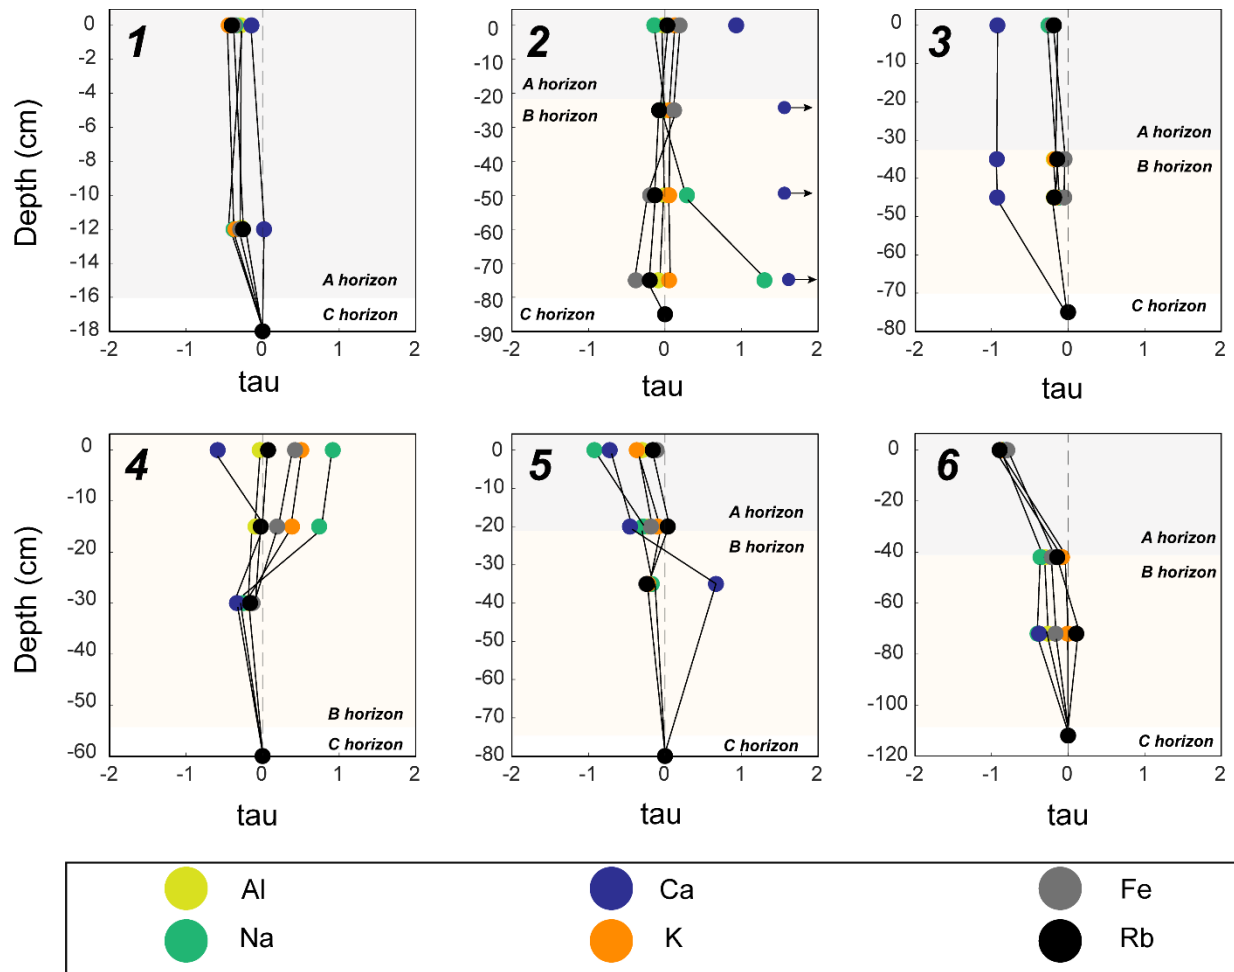 1
0
-2
-4
-6
-8
-10
-12
-14
-16
-18
A horizon
C horizon
-2 -1 0 1 2
tau
Depth (cm)
2
0
-10
-20
-30
-40
-50
-60
-70
-80
-90
A horizon
B horizon
C horizon
-2 -1 0 1 2
tau
3
0
-10
-20
-30
-40
-50
-60
-70
-80
A horizon
B horizon
C horizon
-2 -1 0 1 2
tau
4
0
-10
-20
-30
-40
-50
-60
B horizon
C horizon
-2 -1 0 1 2
tau
Depth (cm)
5
0
-10
-20
-30
-40
-50
-60
-70
-80
A horizon
B horizon
C horizon
-2 -1 0 1 2
tau
6
0
-20
-40
-60
-80
-100
-120
A horizon
B horizon
C horizon
-2 -1 0 1 2
tau
Al Ca Fe
Na K Rb